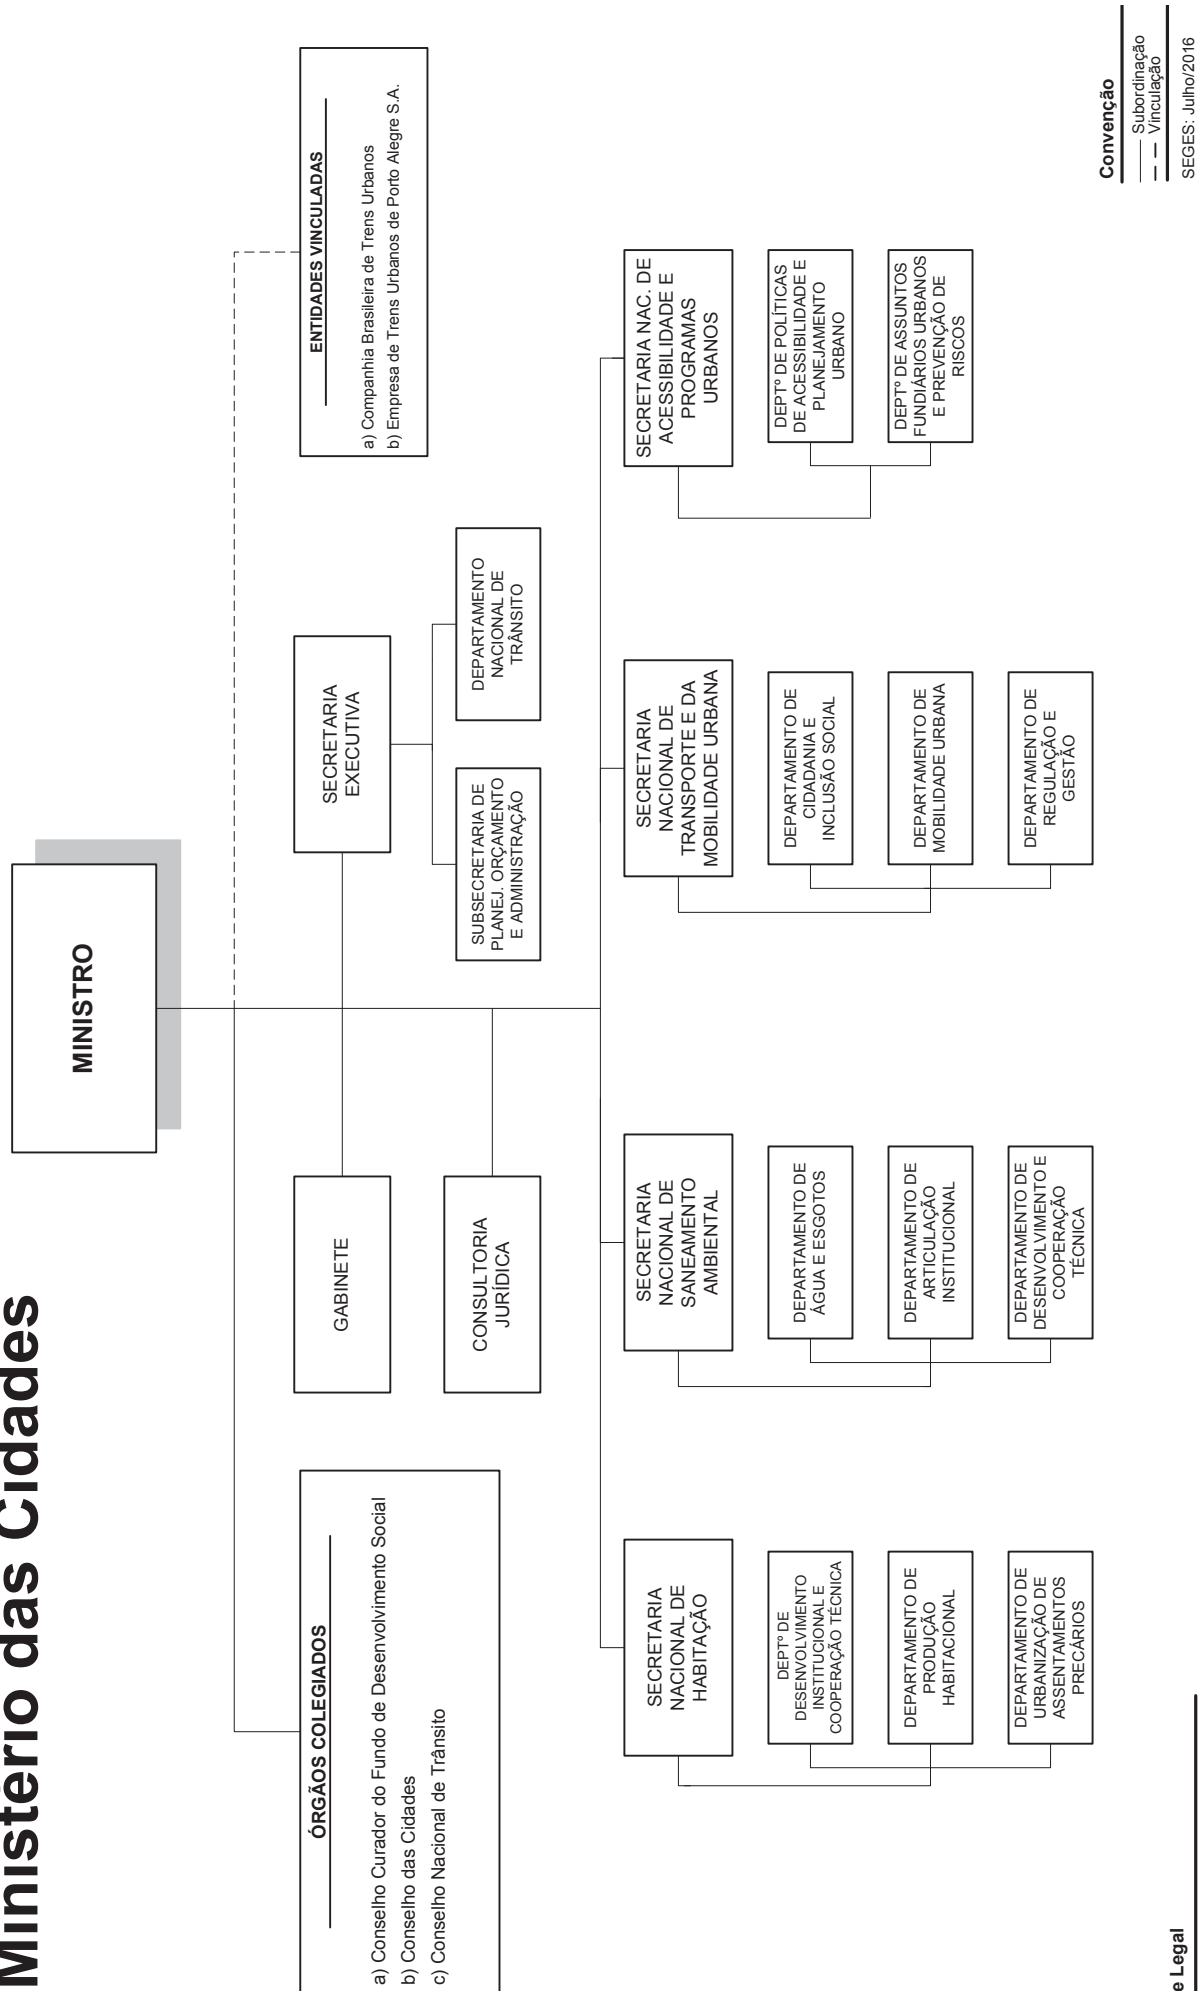 Ministério das Cidades
MINISTRO
ÓRGÃOS COLEGIADOS
a) Conselho Curador do Fundo de Desenvolvimento Social
b) Conselho das Cidades
c) Conselho Nacional de Trânsito
GABINETE
CONSULTORIA
JURÍDICA
SECRETARIA
EXECUTIVA
SUBSECRETARIA DE
PLANEJ. ORÇAMENTO
E ADMINISTRAÇÃO
DEPARTAMENTO
NACIONAL DE
TRÂNSITO
ENTIDADES VINCULADAS
a) Companhia Brasileira de Trens Urbanos
b) Empresa de Trens Urbanos de Porto Alegre S.A.
SECRETARIA
NACIONAL DE
HABITAÇÃO
DEPTº DE
DESENVOLVIMENTO
INSTITUCIONAL E
COOPERAÇÃO TÉCNICA
DEPARTAMENTO DE
PRODUÇÃO
HABITACIONAL
DEPARTAMENTO DE
URBANIZAÇÃO DE
ASSENTAMENTOS
PRECÁRIOS
SECRETARIA
NACIONAL DE
SANEAMENTO
AMBIENTAL
DEPARTAMENTO DE
ÁGUA E ESGOTOS
DEPARTAMENTO DE
ARTICULAÇÃO
INSTITUCIONAL
DEPARTAMENTO DE
DESENVOLVIMENTO E
COOPERAÇÃO
TÉCNICA
SECRETARIA
NACIONAL DE
TRANSPORTE E DA
MOBILIDADE URBANA
DEPARTAMENTO DE
CIDADANIA E
INCLUSÃO SOCIAL
DEPARTAMENTO DE
MOBILIDADE URBANA
DEPARTAMENTO DE
REGULAÇÃO E
GESTÃO
SECRETARIA NAC. DE
ACESSIBILIDADE E
PROGRAMAS
URBANOS
DEPTº DE POLÍTICAS
DE ACESSIBILIDADE E
PLANEJAMENTO
URBANO
DEPTº DE ASSUNTOS
FUNDIÁRIOS URBANOS
E PREVENÇÃO DE
RISCOS
e Legal
Convenção
Subordinação
Vinculação
SEGES: Julho/2016